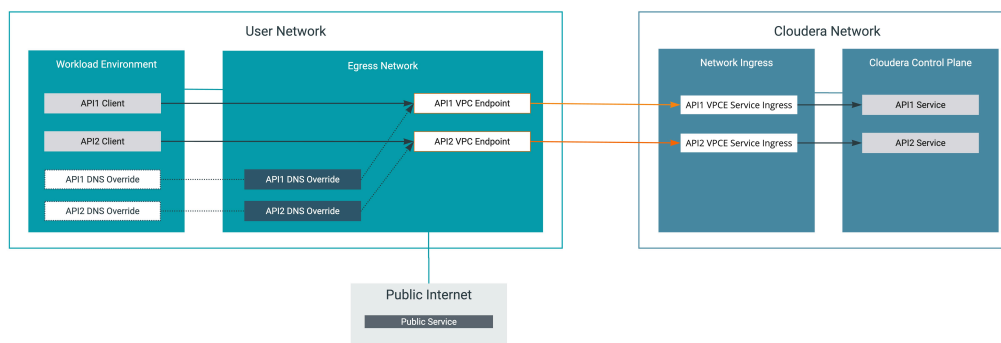 User Network
Workload Environment
API1 Client
API2 Client
API1 DNS Override
API2 DNS Override
Egress Network
API1 VPC Endpoint
API2 VPC Endpoint
API1 DNS Override
API2 DNS Override
Cloudera Network
Network Ingress
API1 VPCE Service Ingress
API2 VPCE Service Ingress
Cloudera Control Plane
API1 Service
API2 Service
Public Internet
Public Service